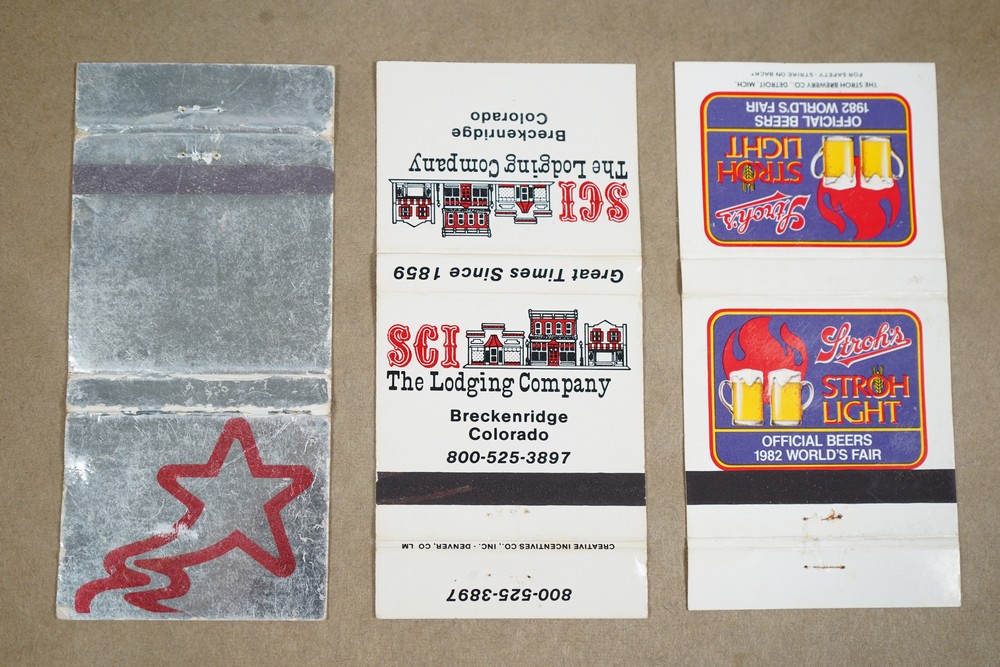 Breckenridge
Colorado
The Lodging Company
SCI
Great Times Since 1859
SCI
The Lodging Company
Breckenridge
Colorado
800-525-3897
CREATIVE INCENTIVES CO., INC. - DENVER, CO LM
800-525-3897
THE STROH BREWERY CO., DETROIT, MICH.
FOR SAFETY - STRIKE ON BACK
OFFICIAL BEERS
1982 WORLD'S FAIR
STROH
LIGHT
Stroh's
Stroh's
STROH
LIGHT
OFFICIAL BEERS
1982 WORLD'S FAIR